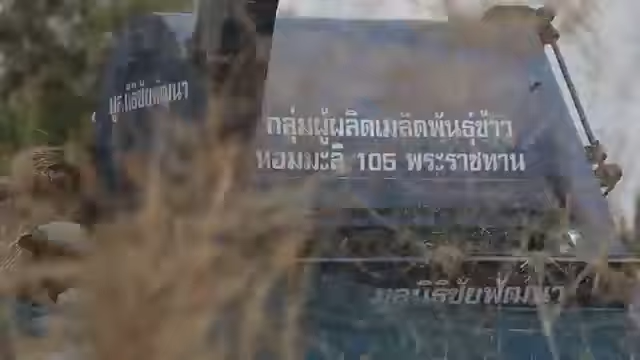 มูลนิธิชัยพัฒนา
กลุ่มผู้ผลิตเมล็ดพันธุ์ข้าว
หอมมะลิ 105 พระราชทาน
มูลนิธิชัยพัฒนา